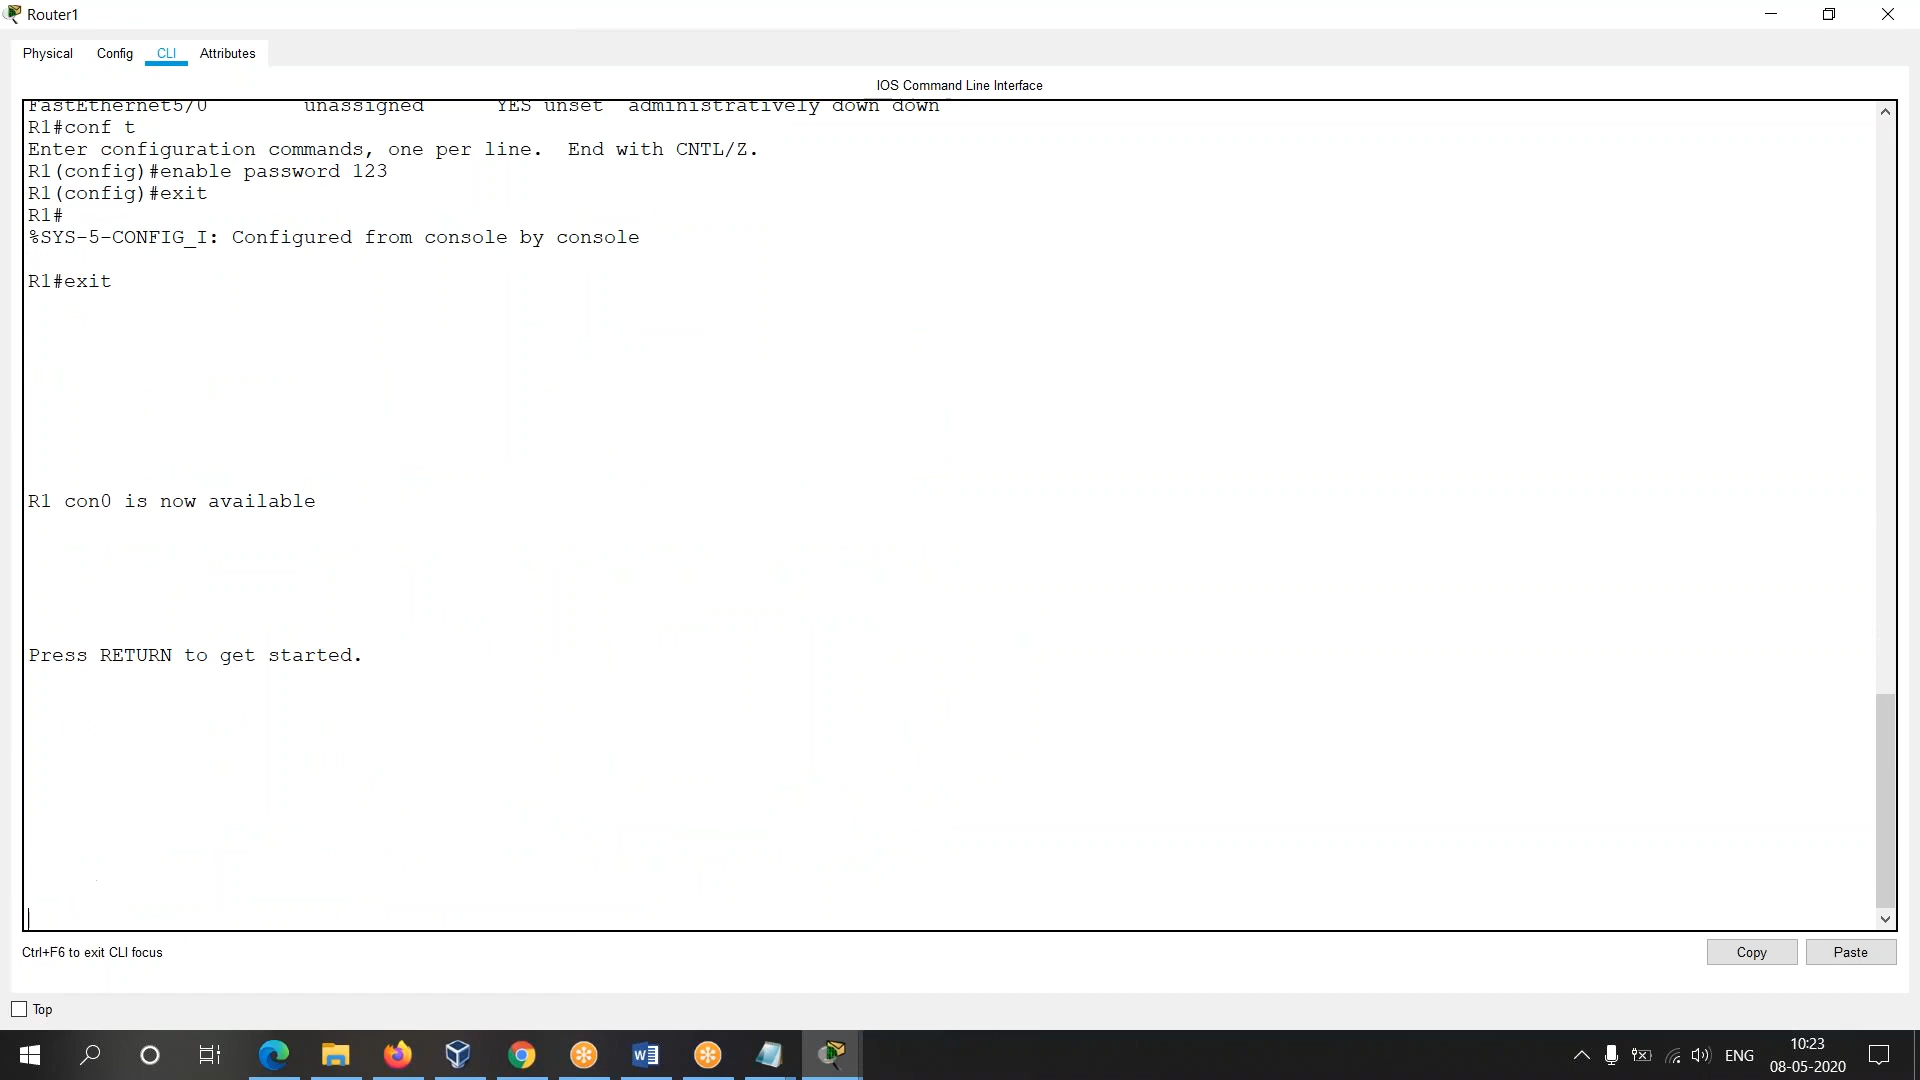 Router1
Physical Config CLI Attributes
IOS Command Line Interface
FastEthernet5/0 unassigned YES unset administratively down down
R1#conf t
Enter configuration commands, one per line. End with CNTL/Z.
R1(config)#enable password 123
R1(config)#exit
R1#
%SYS-5-CONFIG_I: Configured from console by console
R1#exit
R1 con0 is now available
Press RETURN to get started.
Ctrl+F6 to exit CLI focus
Copy Paste
Top
ENG
10:23
08-05-2020